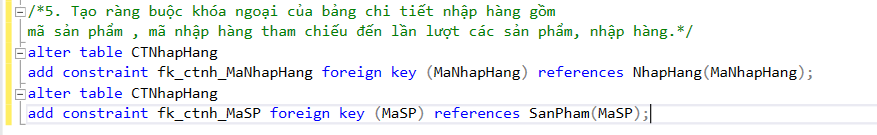 /*5. Tạo ràng buộc khóa ngoại của bảng chi tiết nhập hàng gồm
mã sản phẩm , mã nhập hàng tham chiếu đến lần lượt các sản phẩm, nhập hàng.*/
alter table CTNhapHang
add constraint fk_ctnh_MaNhapHang foreign key (MaNhapHang) references NhapHang(MaNhapHang);
alter table CTNhapHang
add constraint fk_ctnh_MaSP foreign key (MaSP) references SanPham(MaSP);